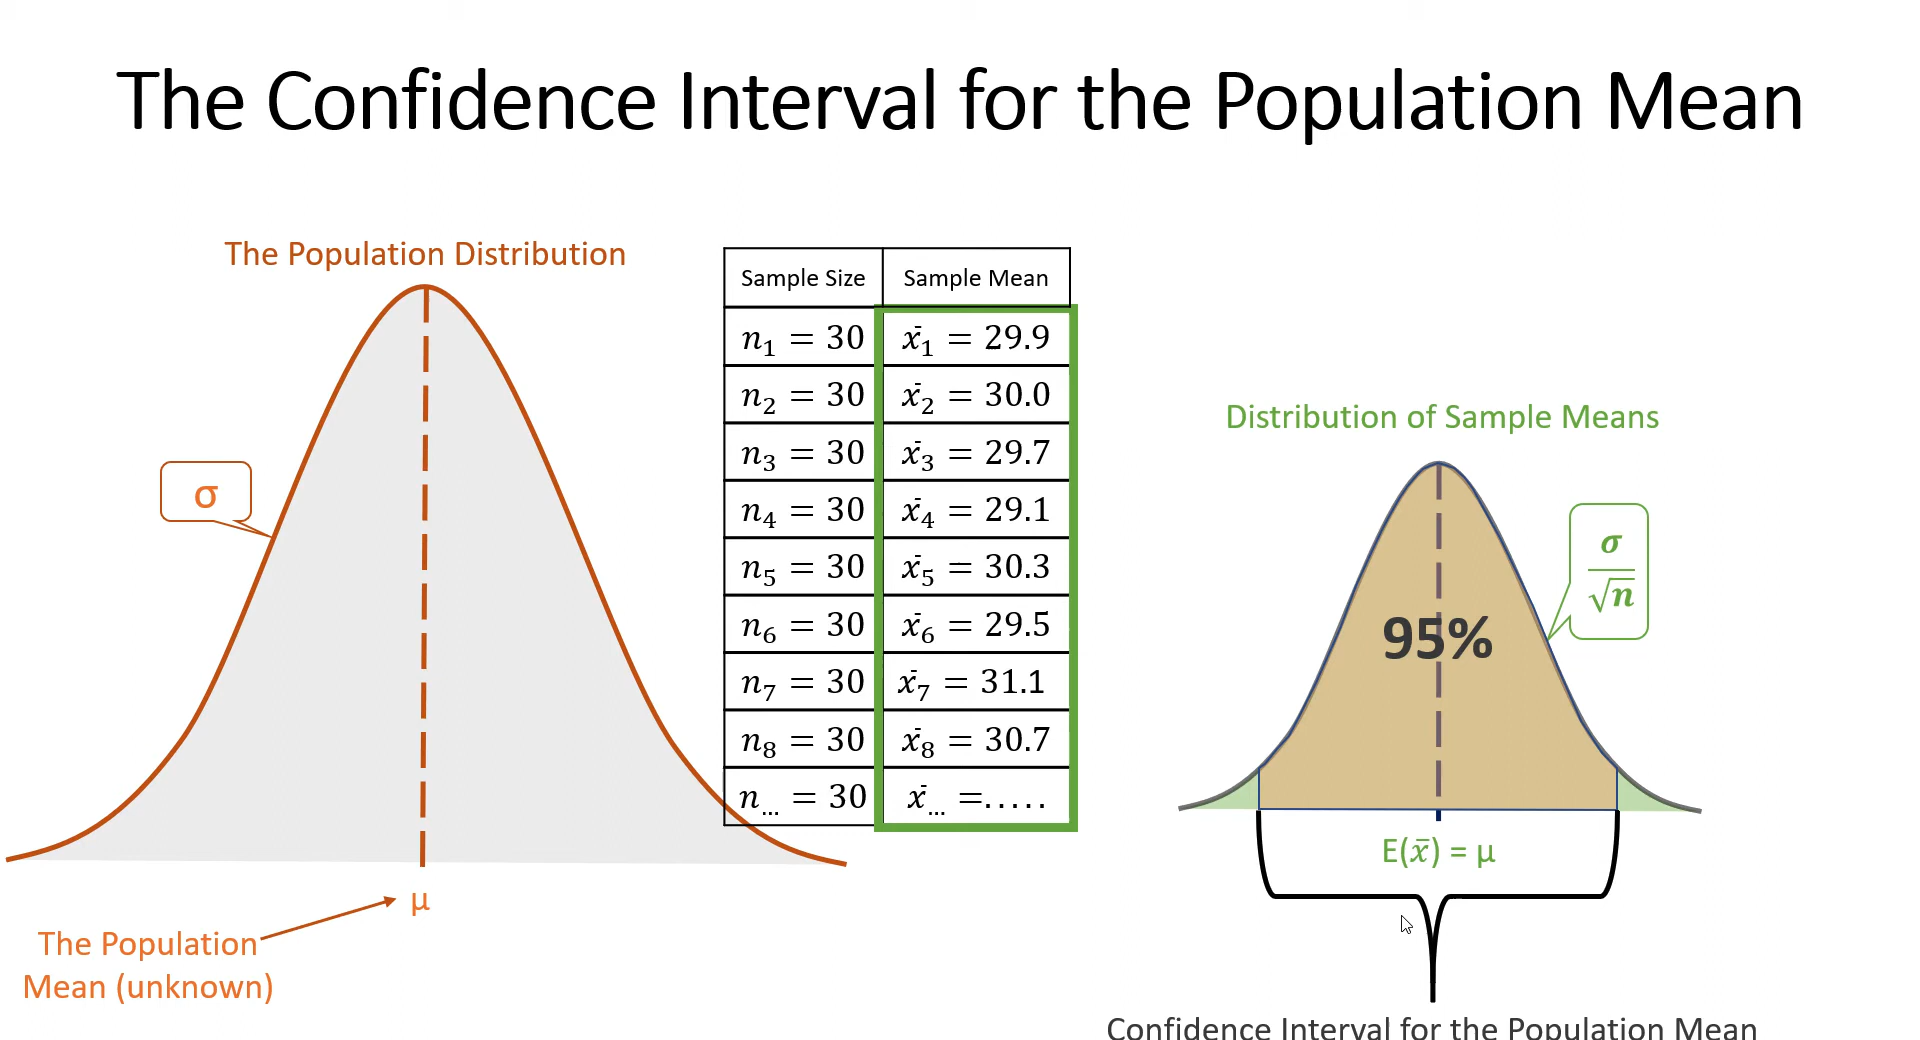 The Confidence Interval for the Population Mean
The Population Distribution
σ
μ
The Population
Mean (unknown)
Sample Size Sample Mean
n₁ = 30 x̄₁ = 29.9
n₂ = 30 x̄₂ = 30.0
n₃ = 30 x̄₃ = 29.7
n₄ = 30 x̄₄ = 29.1
n₅ = 30 x̄₅ = 30.3
n₆ = 30 x̄₆ = 29.5
n₇ = 30 x̄₇ = 31.1
n₈ = 30 x̄₈ = 30.7
n... = 30 x̄... =.....
Distribution of Sample Means
σ
√n
95%
E(x̄) = μ
Confidence Interval for the Population Mean